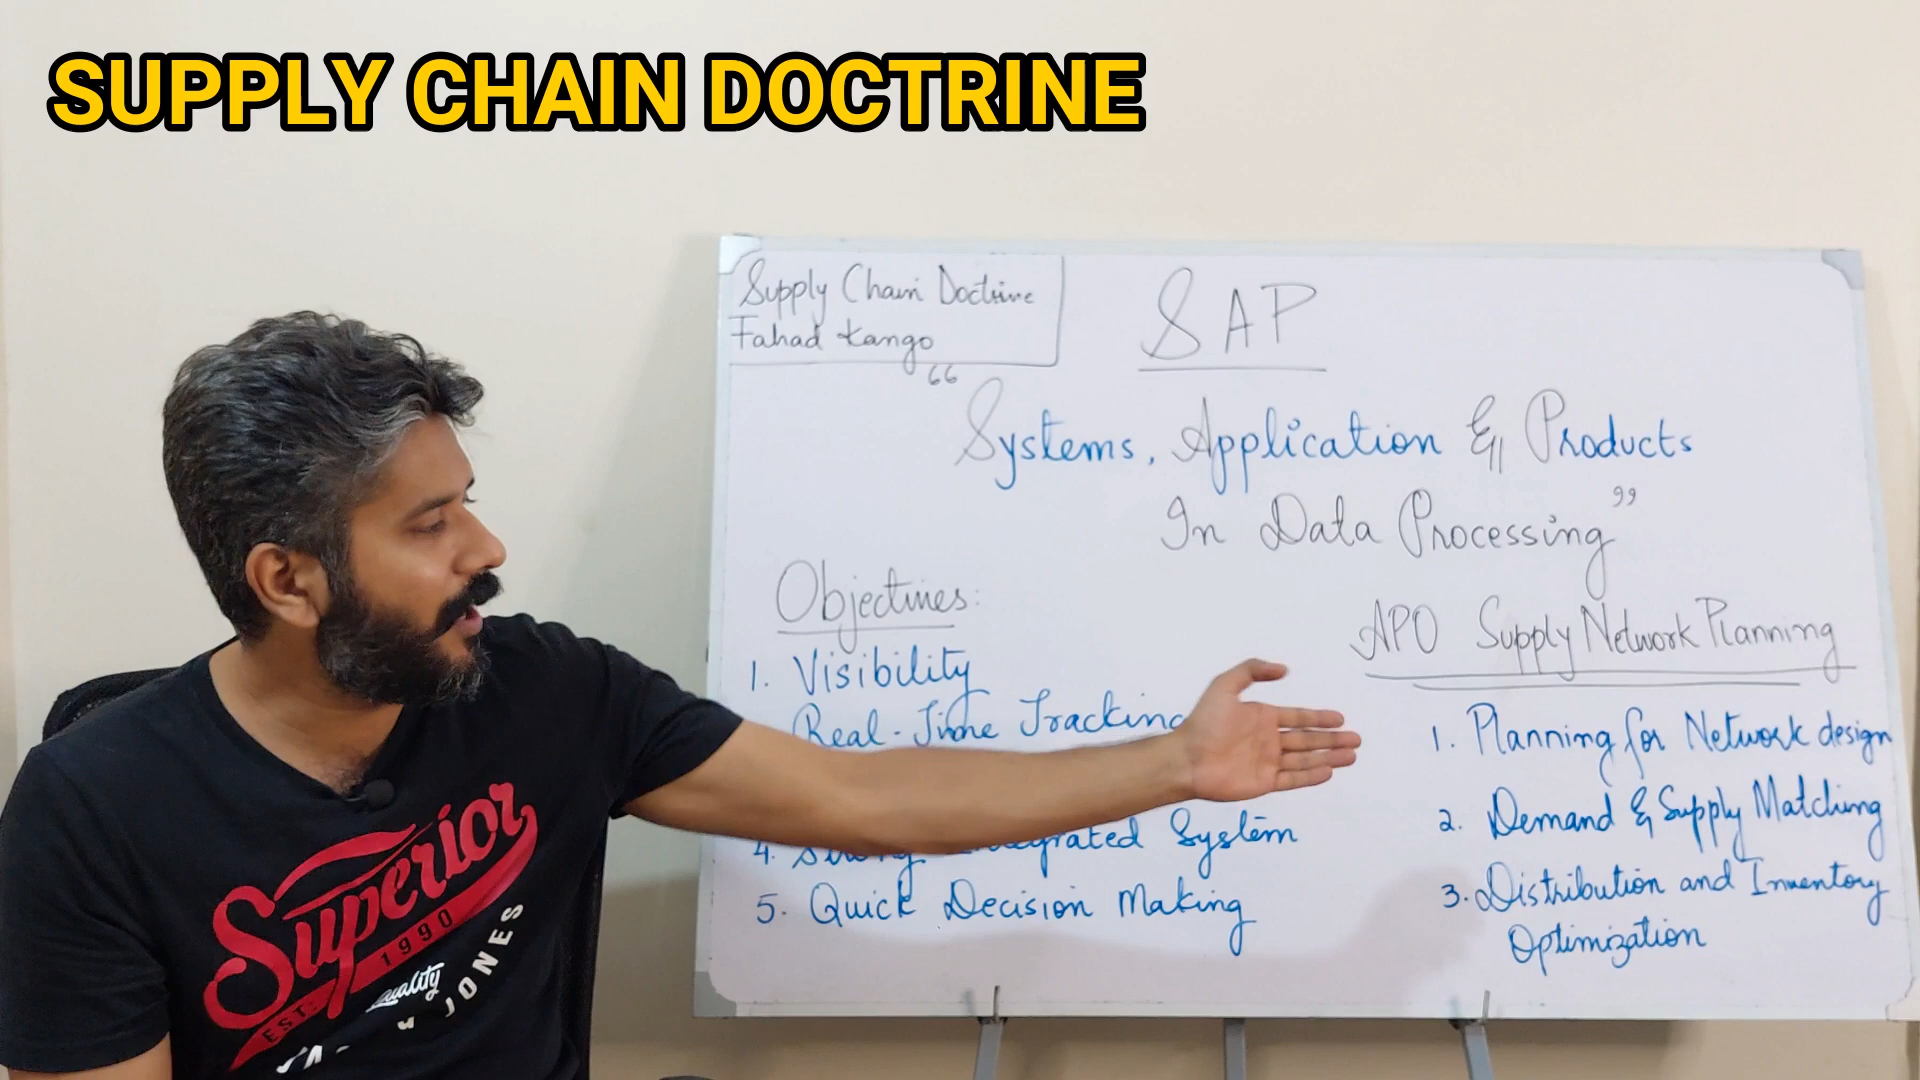 SUPPLY CHAIN DOCTRINE
Supply Chain Doctrine
Fahad Kango
SAP
"Systems, Application & Products
In Data Processing"
Objectives:
1. Visibility
Real-Time Tracking
4. Strong Integrated System
5. Quick Decision Making
APO Supply Network Planning
1. Planning for Network design
2. Demand & Supply Matching
3. Distribution and Inventory
Optimization
Superior
EST. 1990
Quality
& JONES